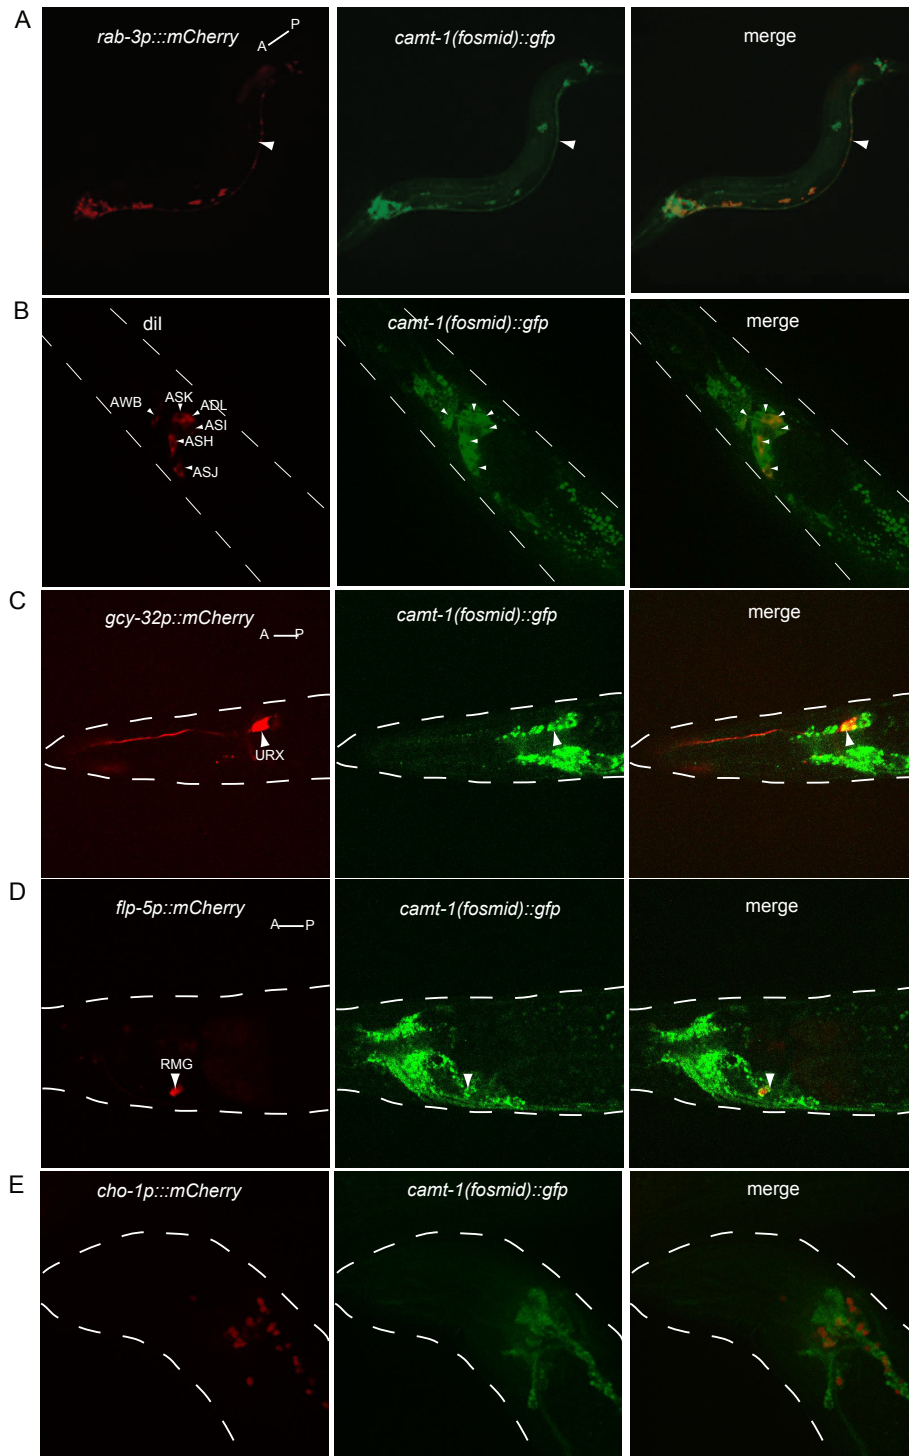 A
rab-3p:::mCherry
A P
camt-1(fosmid)::gfp
merge
B
diI
camt-1(fosmid)::gfp
merge
AWB
ASK
ADL
ASI
ASH
ASJ
C
gcy-32p::mCherry
A P
camt-1(fosmid)::gfp
merge
URX
D
flp-5p::mCherry
A P
camt-1(fosmid)::gfp
merge
RMG
E
cho-1p:::mCherry
camt-1(fosmid)::gfp
merge